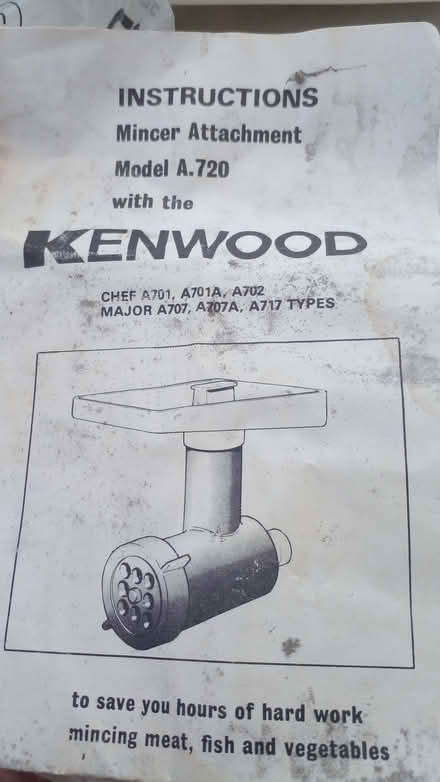 INSTRUCTIONS
Mincer Attachment
Model A.720
with the
KENWOOD
CHEF A701, A701A, A702
MAJOR A707, A707A, A717 TYPES
to save you hours of hard work
mincing meat, fish and vegetables